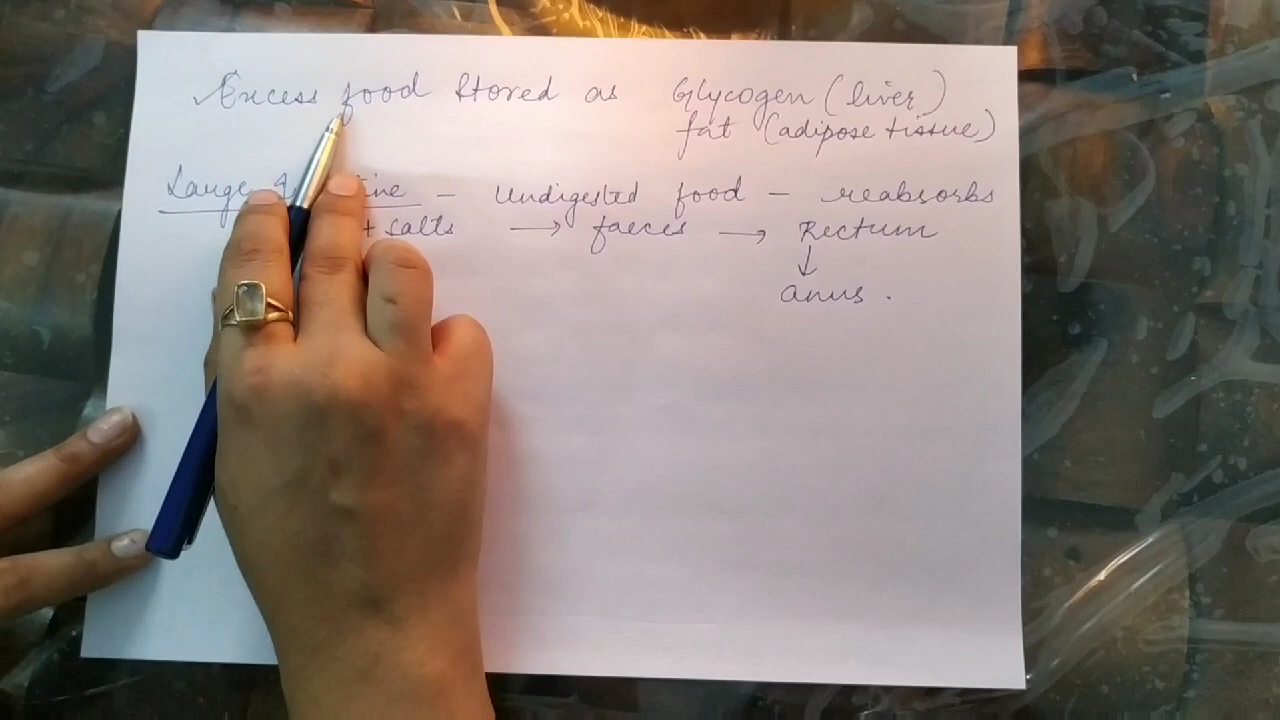 Excess food stored as Glycogen (liver)
fat (adipose tissue)
Large - Undigested food - reabsorbs
+ salts → faeces → Rectum
↓
anus.